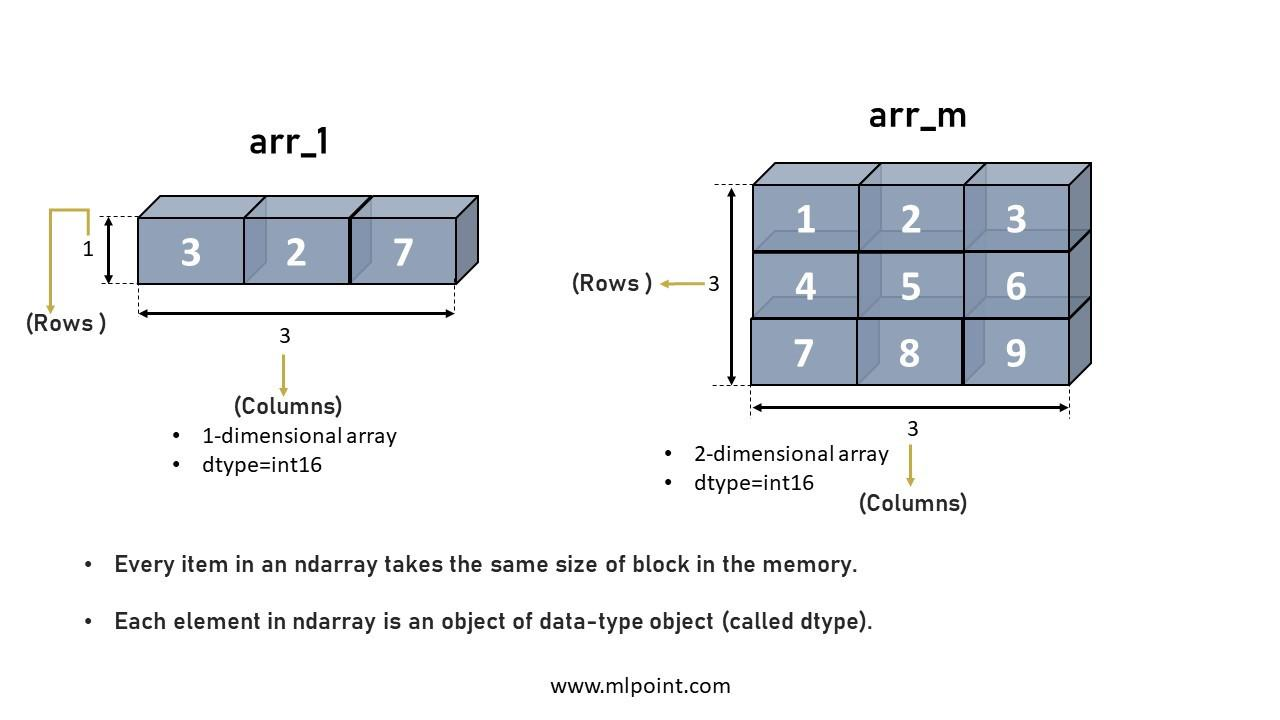 arr_1
1
3 2 7
(Rows )
3
(Columns)
• 1-dimensional array
• dtype=int16
arr_m
1 2 3
4 5 6
7 8 9
(Rows ) 3
3
• 2-dimensional array
• dtype=int16
(Columns)
• Every item in an ndarray takes the same size of block in the memory.
• Each element in ndarray is an object of data-type object (called dtype).
www.mlpoint.com